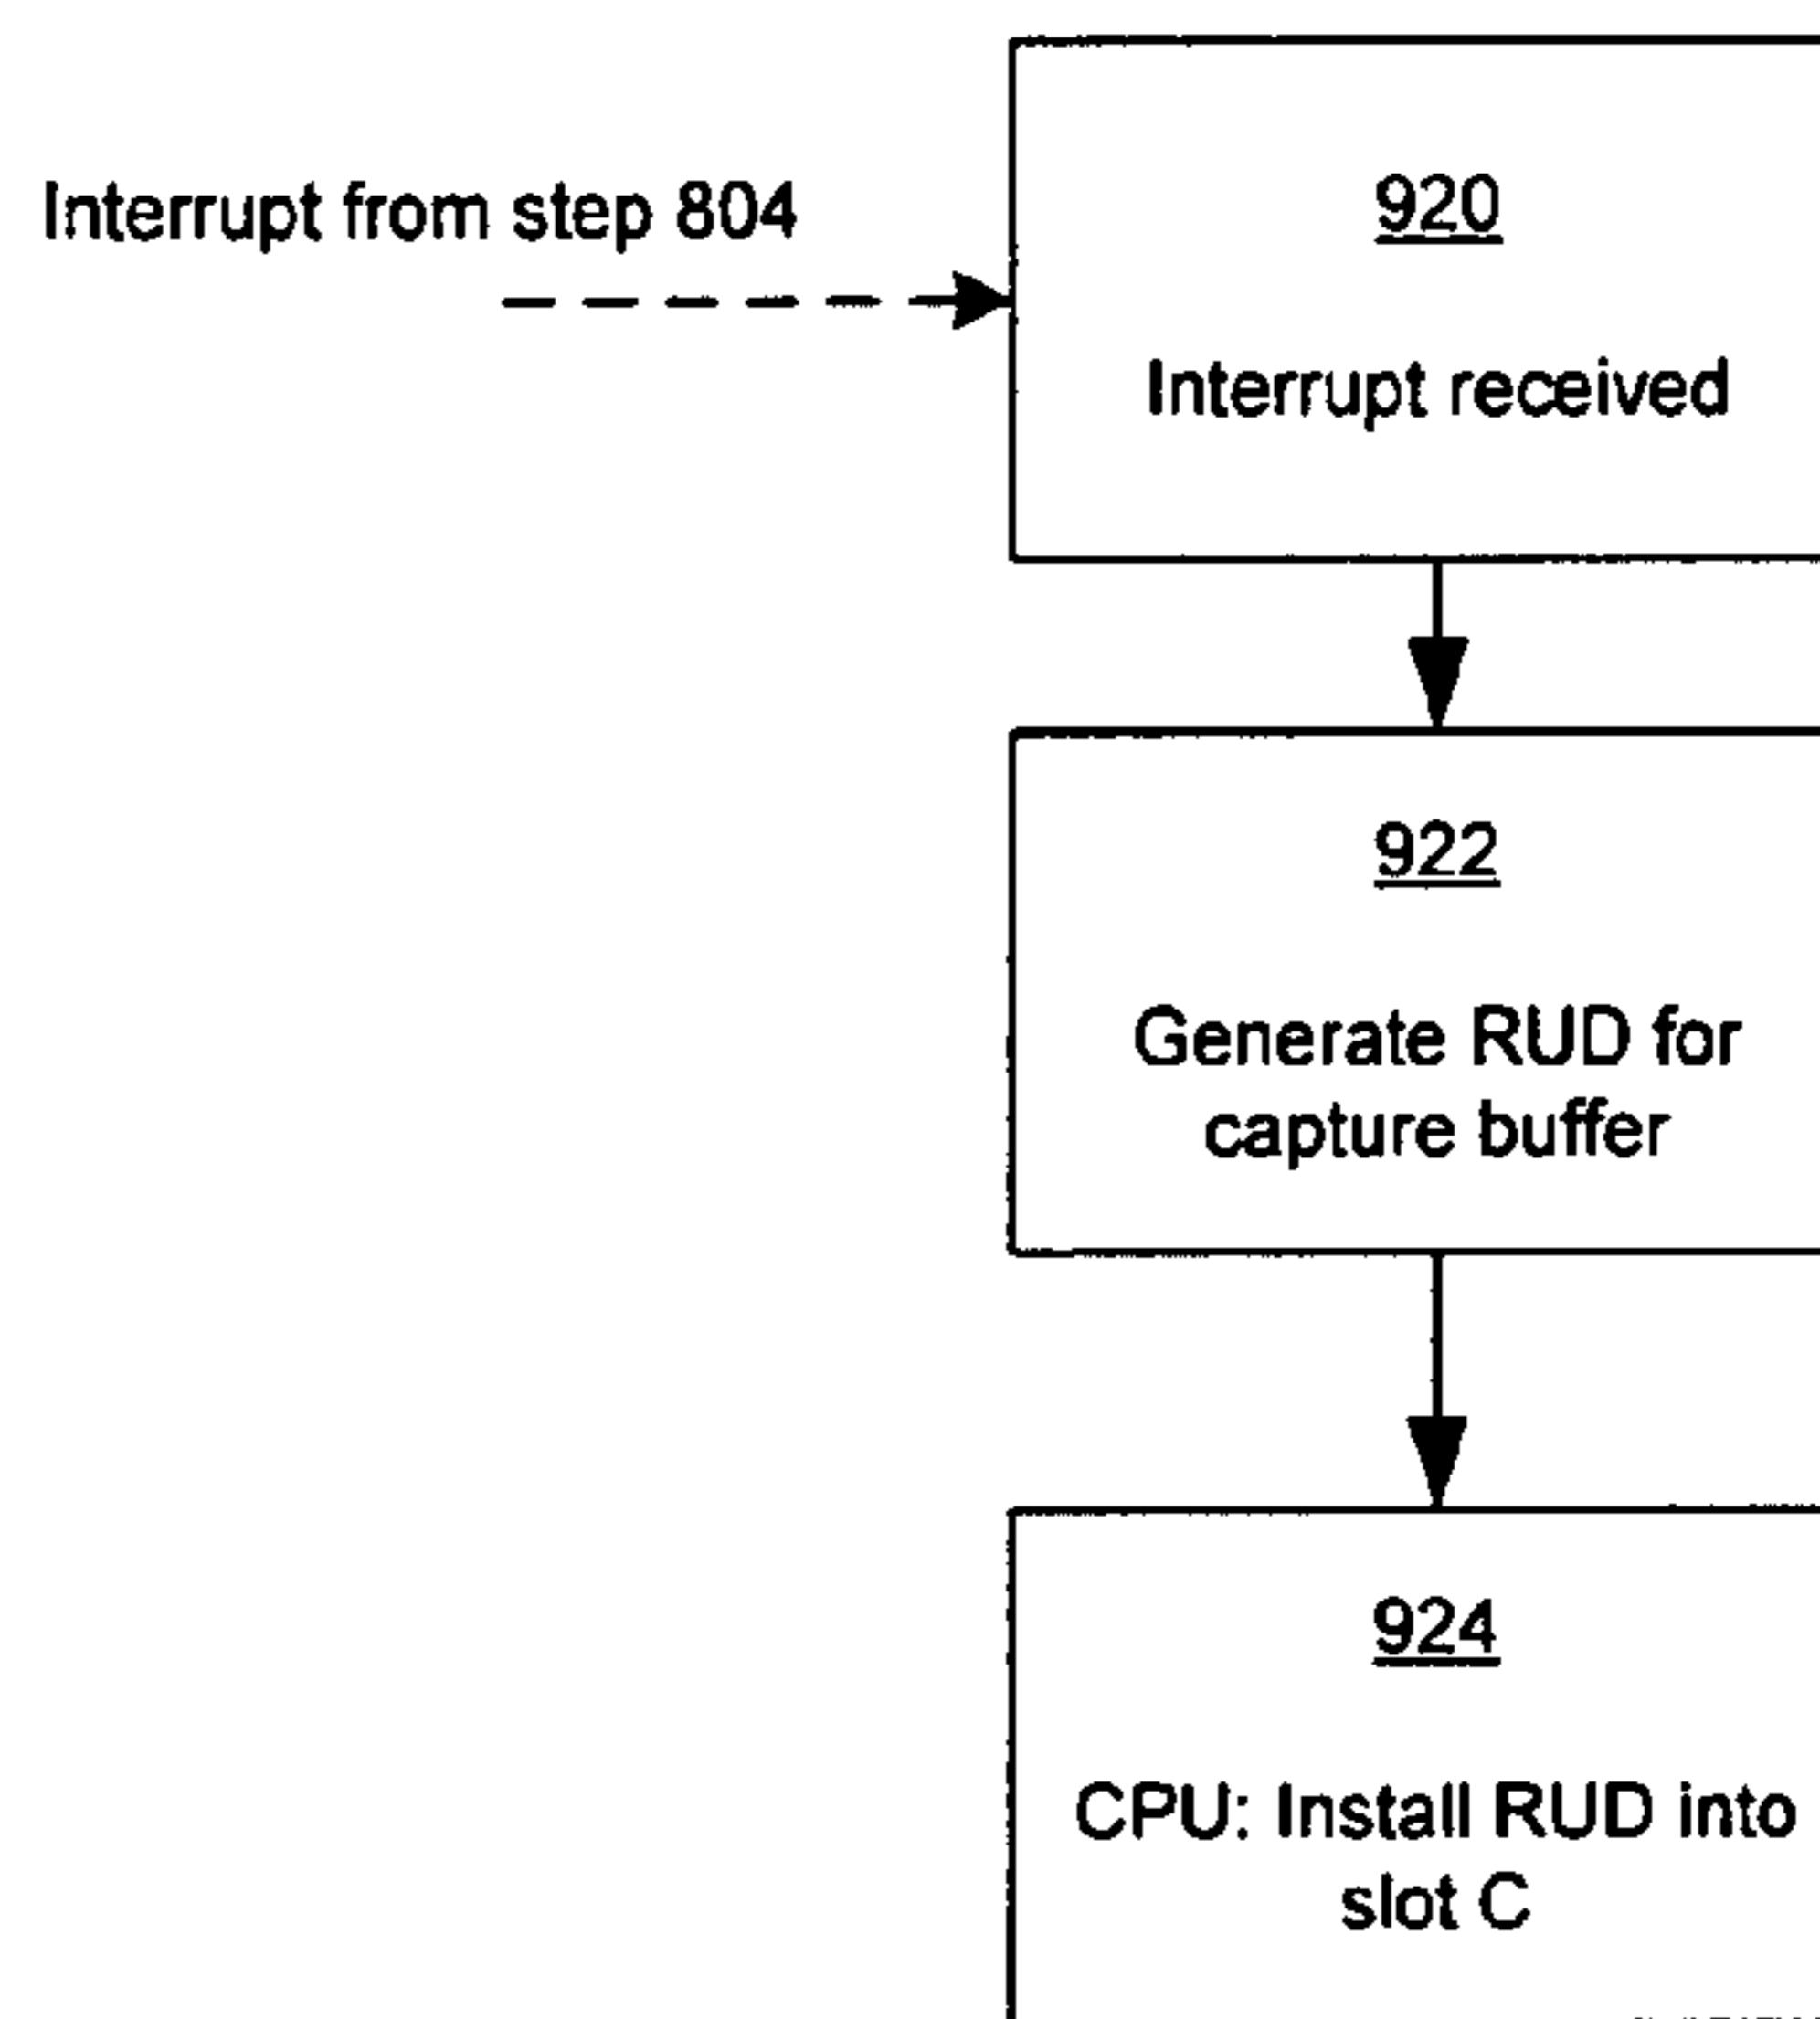 Interrupt from step 804
920
Interrupt received
922
Generate RUD for
capture buffer
924
CPU: Install RUD into
slot C